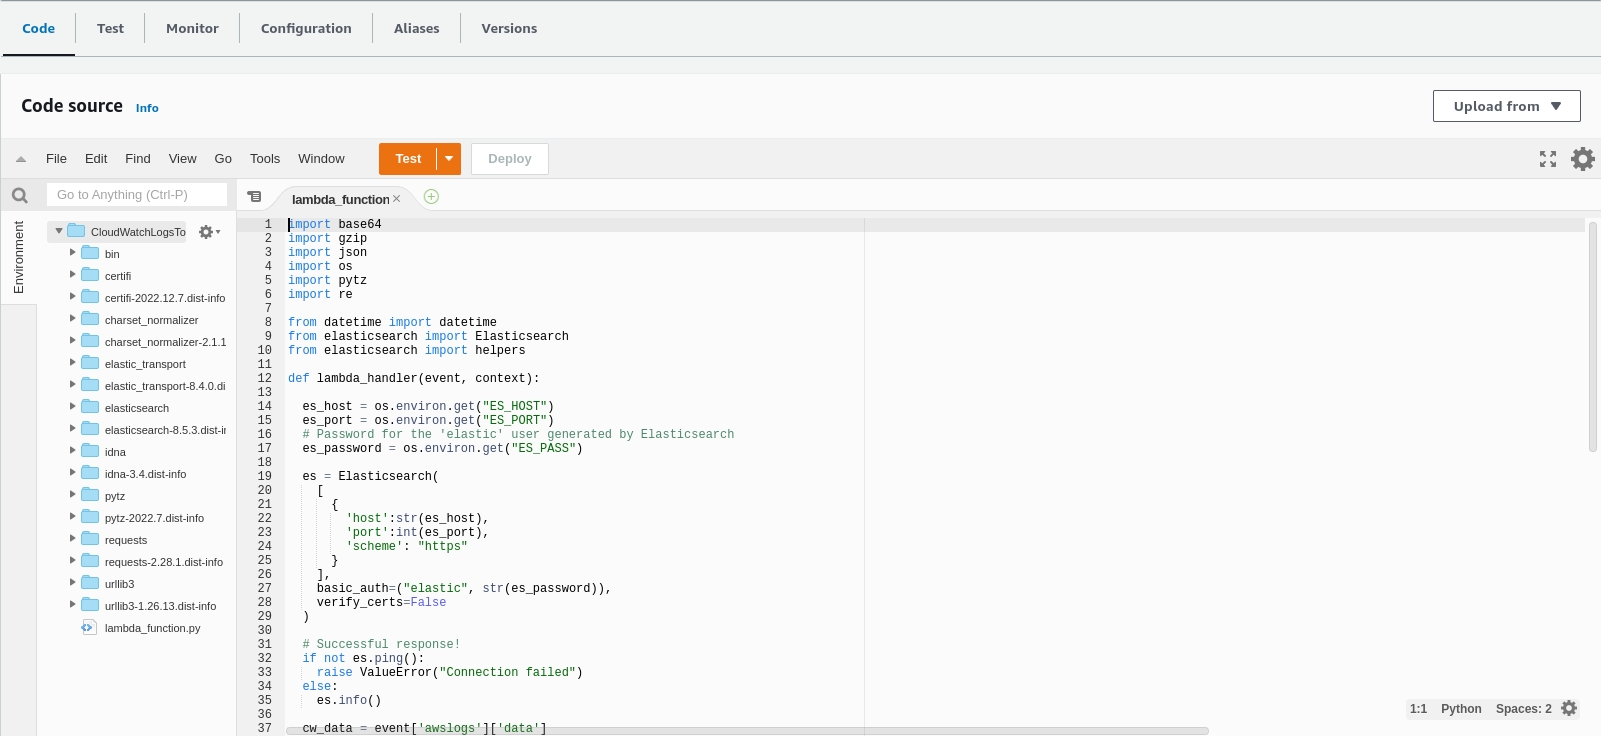 Code Test Monitor Configuration Aliases Versions
Code source Info Upload from
File Edit Find View Go Tools Window Test Deploy
Go to Anything (Ctrl-P)
lambda_function
Environment
CloudWatchLogsTo
bin
certifi
certifi-2022.12.7.dist-info
charset_normalizer
charset_normalizer-2.1.1
elastic_transport
elastic_transport-8.4.0.di
elasticsearch
elasticsearch-8.5.3.dist-ir
idna
idna-3.4.dist-info
pytz
pytz-2022.7.dist-info
requests
requests-2.28.1.dist-info
urllib3
urllib3-1.26.13.dist-info
lambda_function.py
1 import base64
2 import gzip
3 import json
4 import os
5 import pytz
6 import re
7
8 from datetime import datetime
9 from elasticsearch import Elasticsearch
10 from elasticsearch import helpers
11
12 def lambda_handler(event, context):
13
14 es_host = os.environ.get("ES_HOST")
15 es_port = os.environ.get("ES_PORT")
16 # Password for the 'elastic' user generated by Elasticsearch
17 es_password = os.environ.get("ES_PASS")
18
19 es = Elasticsearch(
20 [
21 {
22 'host':str(es_host),
23 'port':int(es_port),
24 'scheme': "https"
25 }
26 ],
27 basic_auth=("elastic", str(es_password)),
28 verify_certs=False
29 )
30
31 # Successful response!
32 if not es.ping():
33 raise ValueError("Connection failed")
34 else:
35 es.info()
36
37 cw_data = event['awslogs']['data']
1:1 Python Spaces: 2